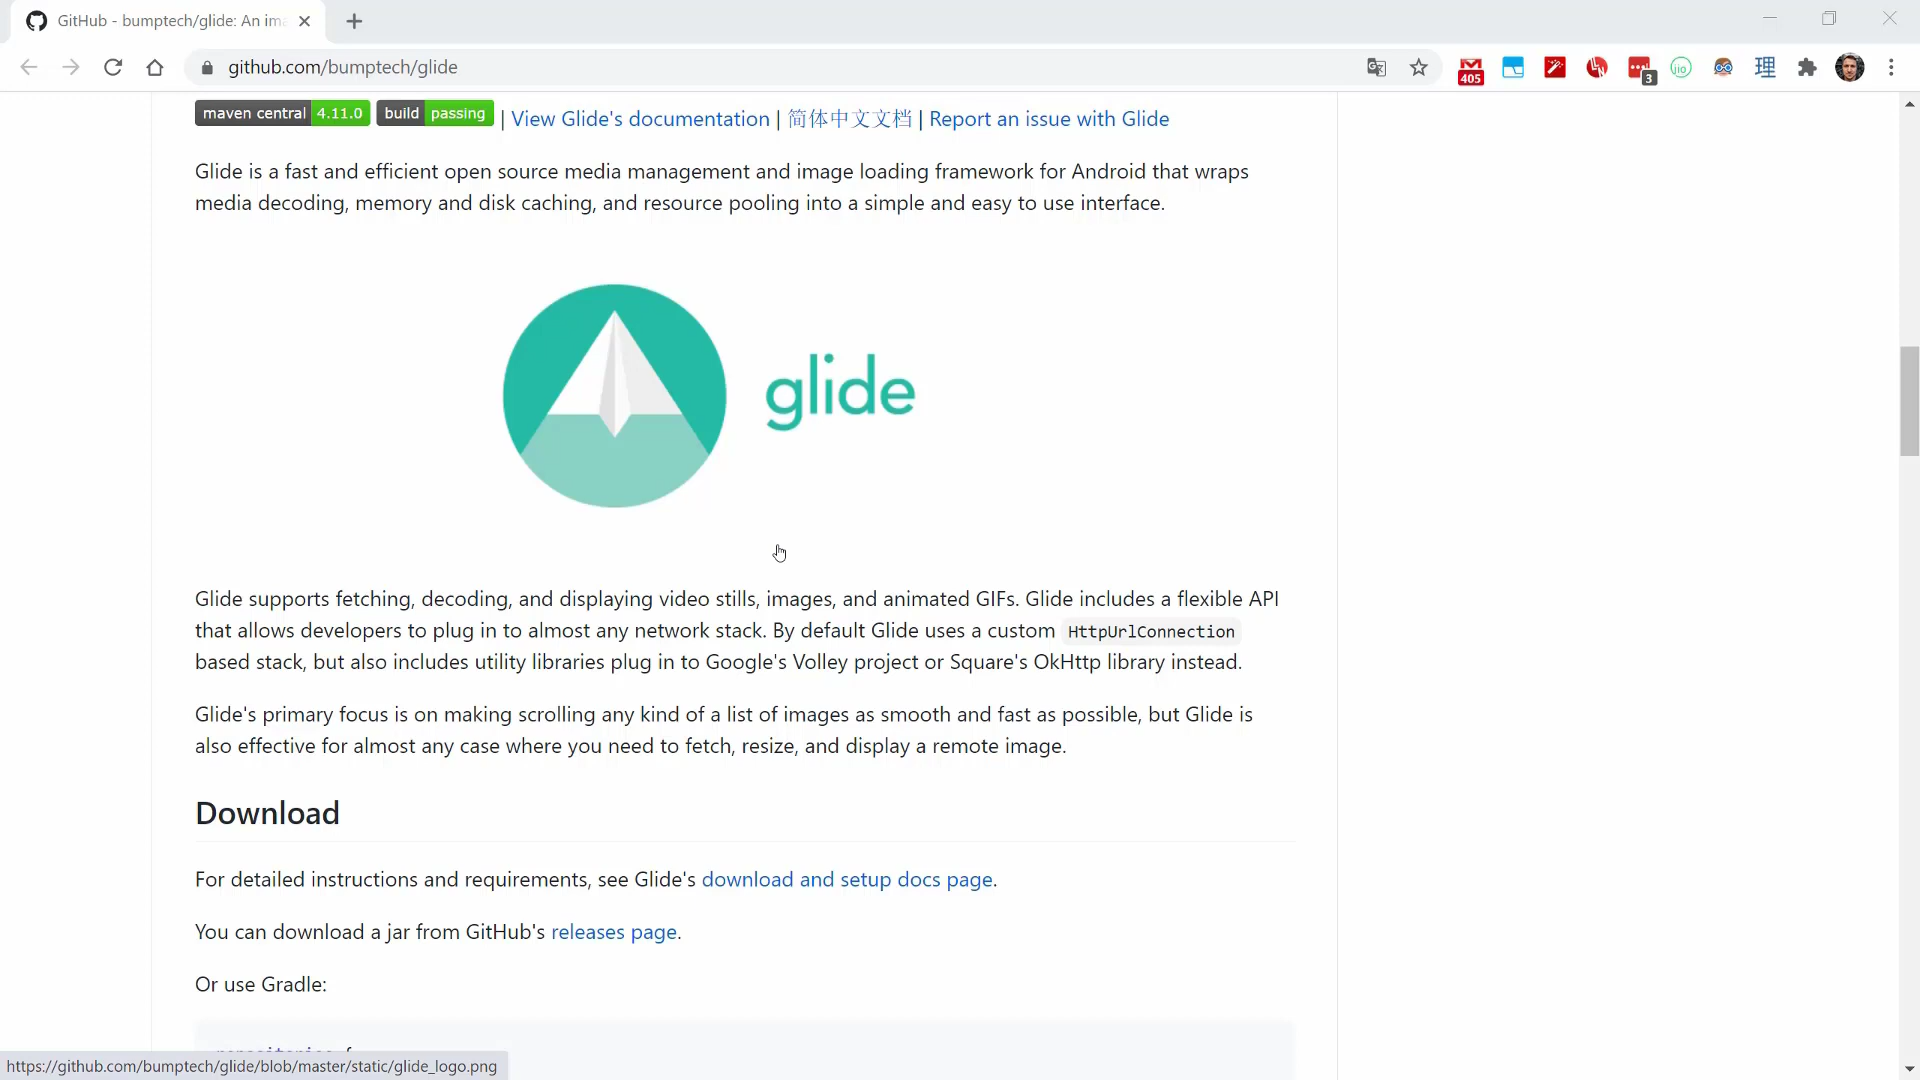 GitHub - bumptech/glide: An ima
github.com/bumptech/glide
405
3
理
maven central 4.11.0 build passing | View Glide's documentation | 简体中文文档 | Report an issue with Glide
Glide is a fast and efficient open source media management and image loading framework for Android that wraps
media decoding, memory and disk caching, and resource pooling into a simple and easy to use interface.
glide
Glide supports fetching, decoding, and displaying video stills, images, and animated GIFs. Glide includes a flexible API
that allows developers to plug in to almost any network stack. By default Glide uses a custom HttpUrlConnection
based stack, but also includes utility libraries plug in to Google's Volley project or Square's OkHttp library instead.
Glide's primary focus is on making scrolling any kind of a list of images as smooth and fast as possible, but Glide is
also effective for almost any case where you need to fetch, resize, and display a remote image.
Download
For detailed instructions and requirements, see Glide's download and setup docs page.
You can download a jar from GitHub's releases page.
Or use Gradle:
https://github.com/bumptech/glide/blob/master/static/glide_logo.png